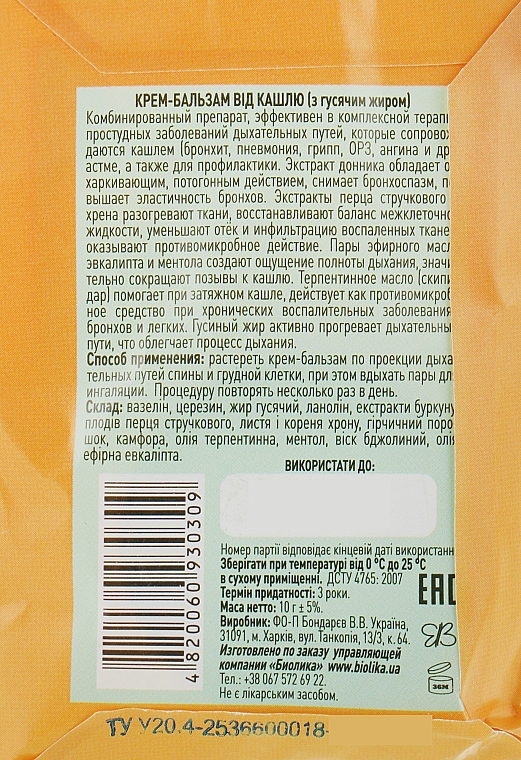 КРЕМ-БАЛЬЗАМ ВІД КАШЛЮ (з гусячим жиром)
Комбинированный препарат, эффективен в комплексной терапи
простудных заболеваний дыхательных путей, которые сопрово
даются кашлем (бронхит, пневмония, грипп, ОРЗ, ангина и др
астме, а также для профилактики. Экстракт донника обладает о
харкивающим, потогонным действием, снимает бронхоспазм, п
вышает эластичность бронхов. Экстракты перца стручкового
хрена разогревают ткани, восстанавливают баланс межклеточно
жидкости, уменьшают отёк и инфильтрацию воспаленных ткане
оказывают противомикробное действие. Пары эфирного масл
эвкалипта и ментола создают ощущение полноты дыхания, значи
тельно сокращают позывы к кашлю. Терпентинное масло (скипи
дар) помогает при затяжном кашле, действует как противомикроб
ное средство при хронических воспалительных заболевания
бронхов и легких. Гусиный жир активно прогревает дыхательны
пути, что облегчает процесс дыхания.
Способ применения: растереть крем-бальзам по проекции дыха
тельных путей спины и грудной клетки, при этом вдыхать пары дл
ингаляции. Процедуру повторять несколько раз в день.
Склад: вазелін, церезин, жир гусячий, ланолін, екстракти буркуну
плодів перця стручкового, листя і кореня хрону, гірчичний поро
шок, камфора, олія терпентинна, ментол, віск бджолиний, олія
ефірна евкаліпта.
ВИКОРИСТАТИ ДО:
Номер партії відповідає кінцевій даті використанн
Зберігати при температурі від 0 °С до 25 °С
в сухому приміщенні. ДСТУ 4765: 2007
Термін придатності: 3 роки.
Маса нетто: 10 г ± 5%.
Виробник: ФО-П Бондарєв В.В. Україна,
31091, м. Харків, вул. Танкопія, 13/3, к. 64.
Изготовлено по заказу управляющей
компании «Биолика» www.biolika.ua
Тел.: +38 067 572 69 22.
Не є лікарським засобом.
EAC
36М
4820060930309
ТУ У20.4-2536600018-